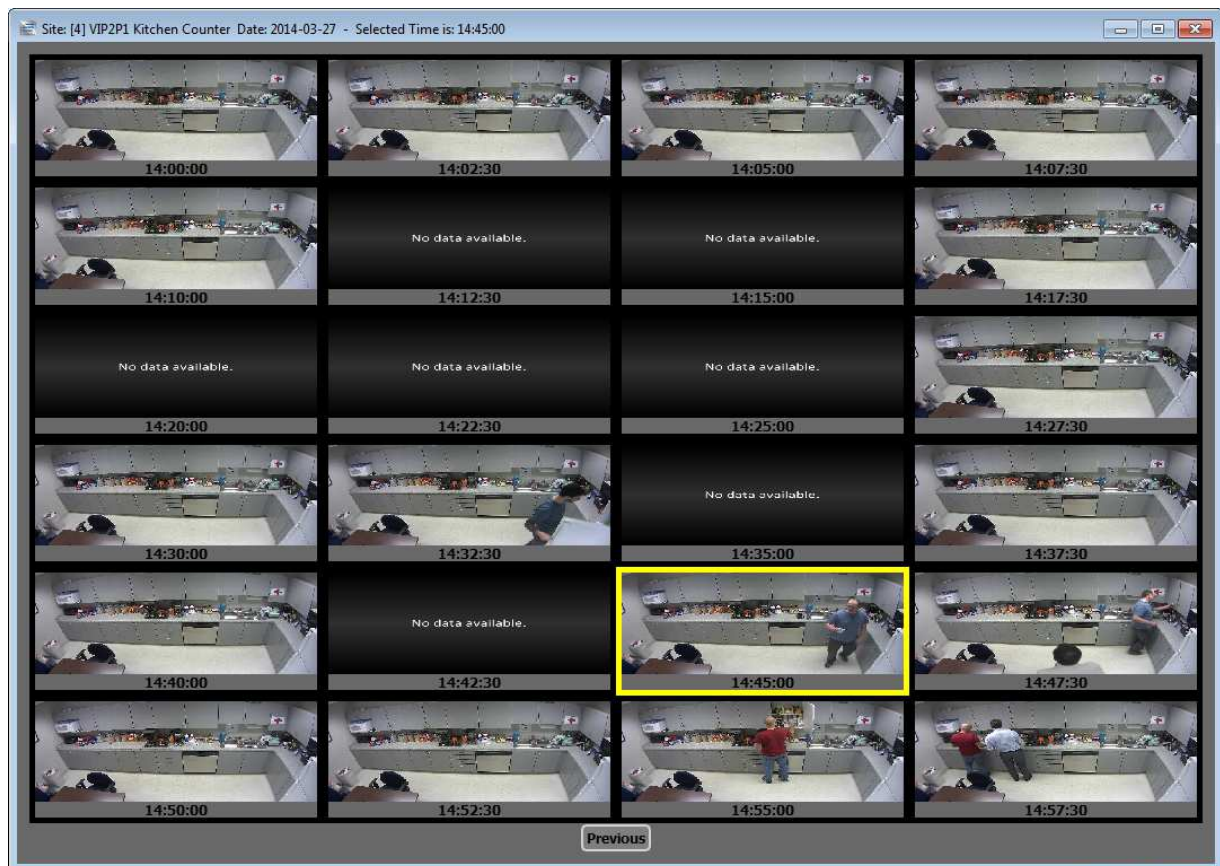 Site: [4] VIP2P1 Kitchen Counter Date: 2014-03-27 - Selected Time is: 14:45:00
14:00:00 14:02:30 14:05:00 14:07:30
No data available. No data available.
14:10:00 14:12:30 14:15:00 14:17:30
No data available. No data available. No data available.
14:20:00 14:22:30 14:25:00 14:27:30
No data available.
14:30:00 14:32:30 14:35:00 14:37:30
No data available.
14:40:00 14:42:30 14:45:00 14:47:30
14:50:00 14:52:30 14:55:00 14:57:30
Previous